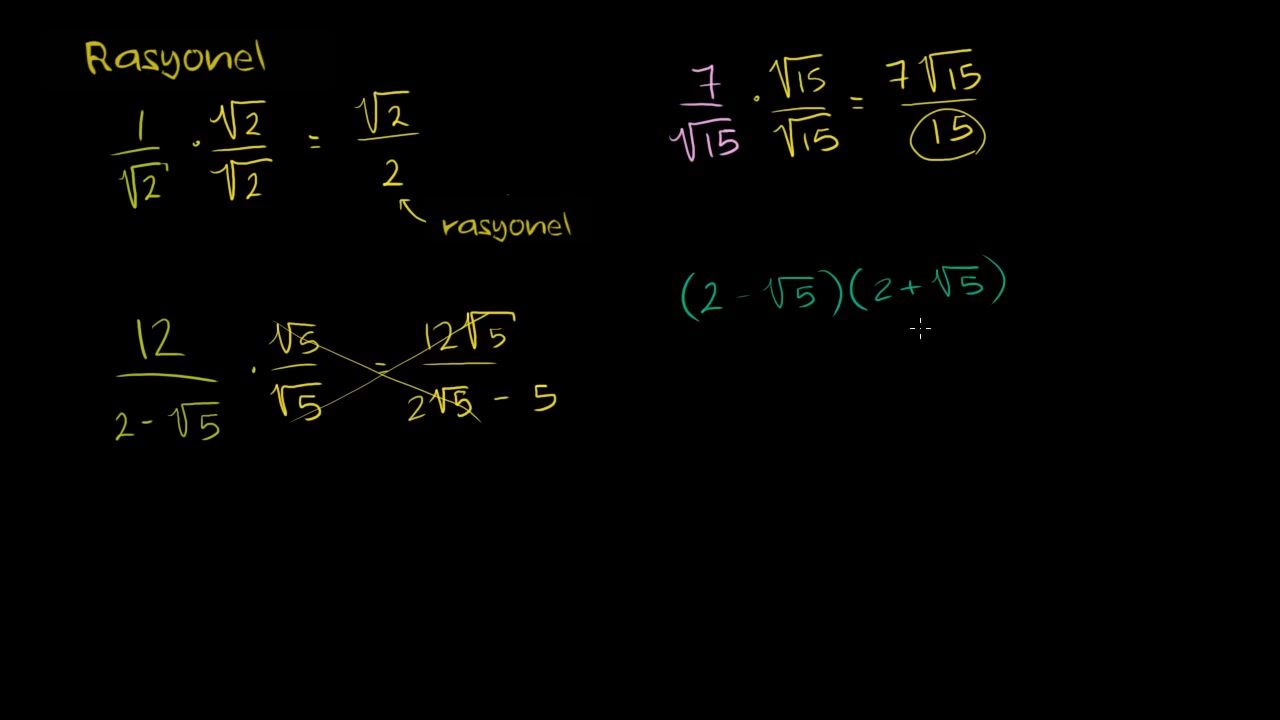 Rasyonel
1/√2 · √2/√2 = √2/2
rasyonel
7/√15 · √15/√15 = 7√15/15
12/(2-√5) · √5/√5 = 12√5/(2√5 - 5)
(2-√5)(2+√5)